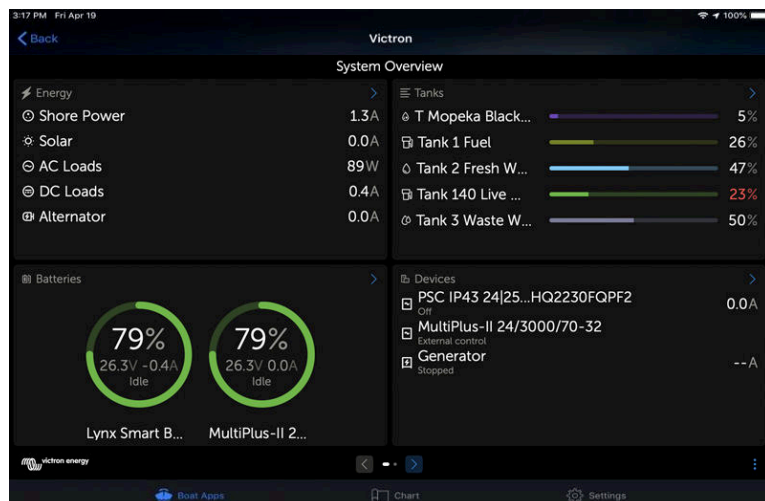 3:17 PM Fri Apr 19 100%
Back Victron
System Overview
Energy
Shore Power 1.3A
Solar 0.0A
AC Loads 89W
DC Loads 0.4A
Alternator 0.0A
Tanks
T Mopeka Black... 5%
Tank 1 Fuel 26%
Tank 2 Fresh W... 47%
Tank 140 Live ... 23%
Tank 3 Waste W... 50%
Batteries
79%
26.3V -0.4A
Idle
Lynx Smart B...
79%
26.3V 0.0A
Idle
MultiPlus-II 2...
Devices
PSC IP43 24|25...HQ2230FQPF2 0.0A
Off
MultiPlus-II 24/3000/70-32
External control
Generator --A
Stopped
victron energy
Boat Apps Chart Settings